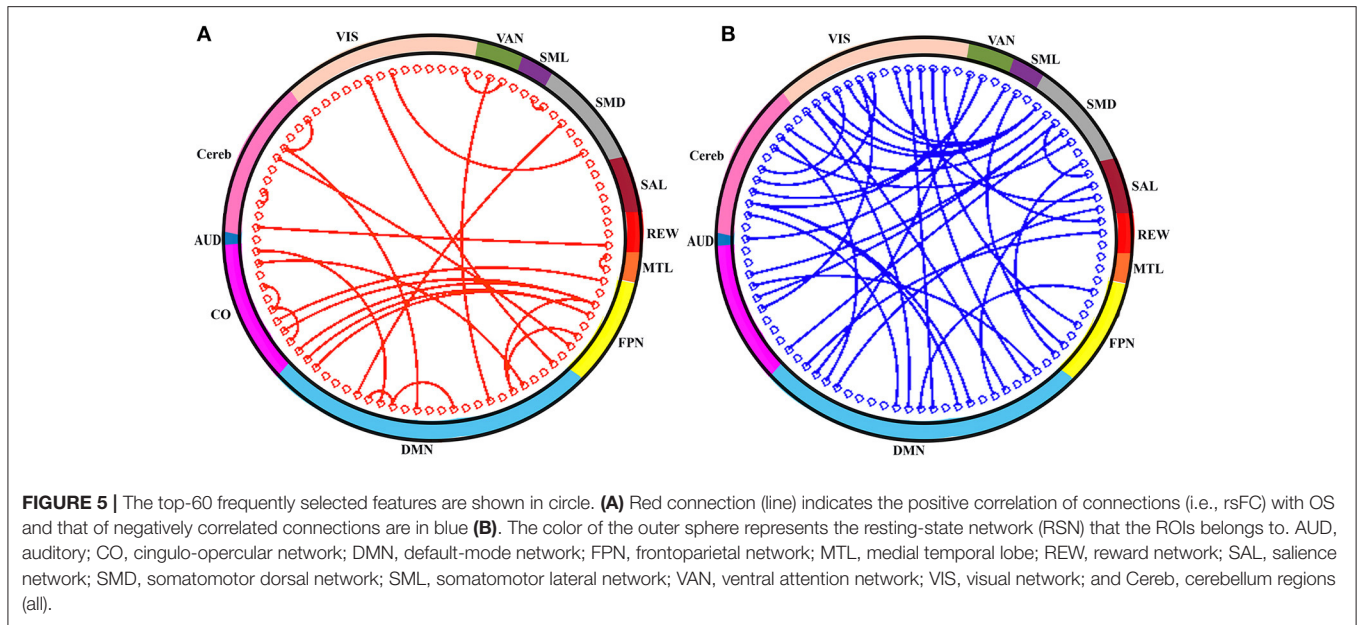 A
VIS
VAN
SML
SMD
SAL
REW
MTL
FPN
DMN
CO
AUD
Cereb
B
VIS
VAN
SML
SMD
SAL
REW
MTL
FPN
DMN
CO
AUD
Cereb
FIGURE 5 | The top-60 frequently selected features are shown in circle. (A) Red connection (line) indicates the positive correlation of connections (i.e., rsFC) with OS
and that of negatively correlated connections are in blue (B). The color of the outer sphere represents the resting-state network (RSN) that the ROIs belongs to. AUD,
auditory; CO, cingulo-opercular network; DMN, default-mode network; FPN, frontoparietal network; MTL, medial temporal lobe; REW, reward network; SAL, salience
network; SMD, somatomotor dorsal network; SML, somatomotor lateral network; VAN, ventral attention network; VIS, visual network; and Cereb, cerebellum regions
(all).